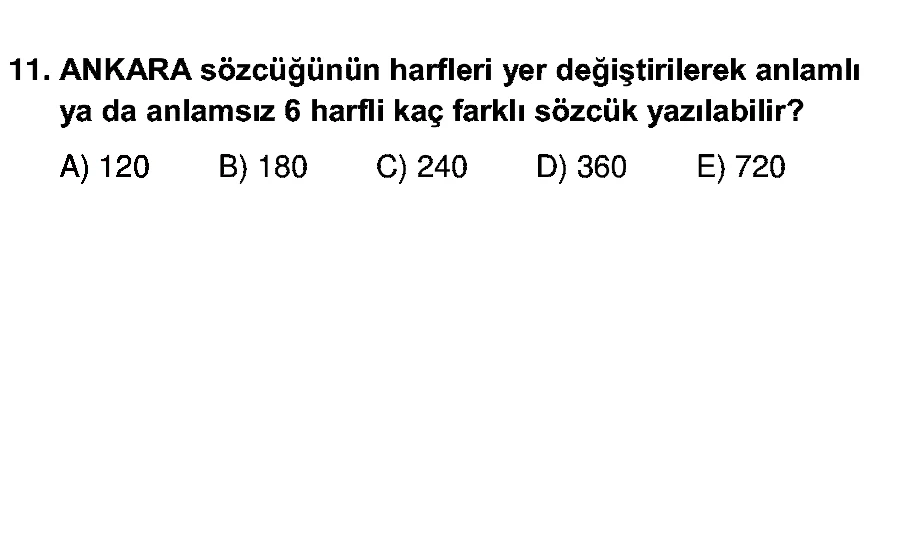 11. ANKARA sözcüğünün harfleri yer değiştirilerek anlamlı
ya da anlamsız 6 harfli kaç farklı sözcük yazılabilir?
A) 120 B) 180 C) 240 D) 360 E) 720